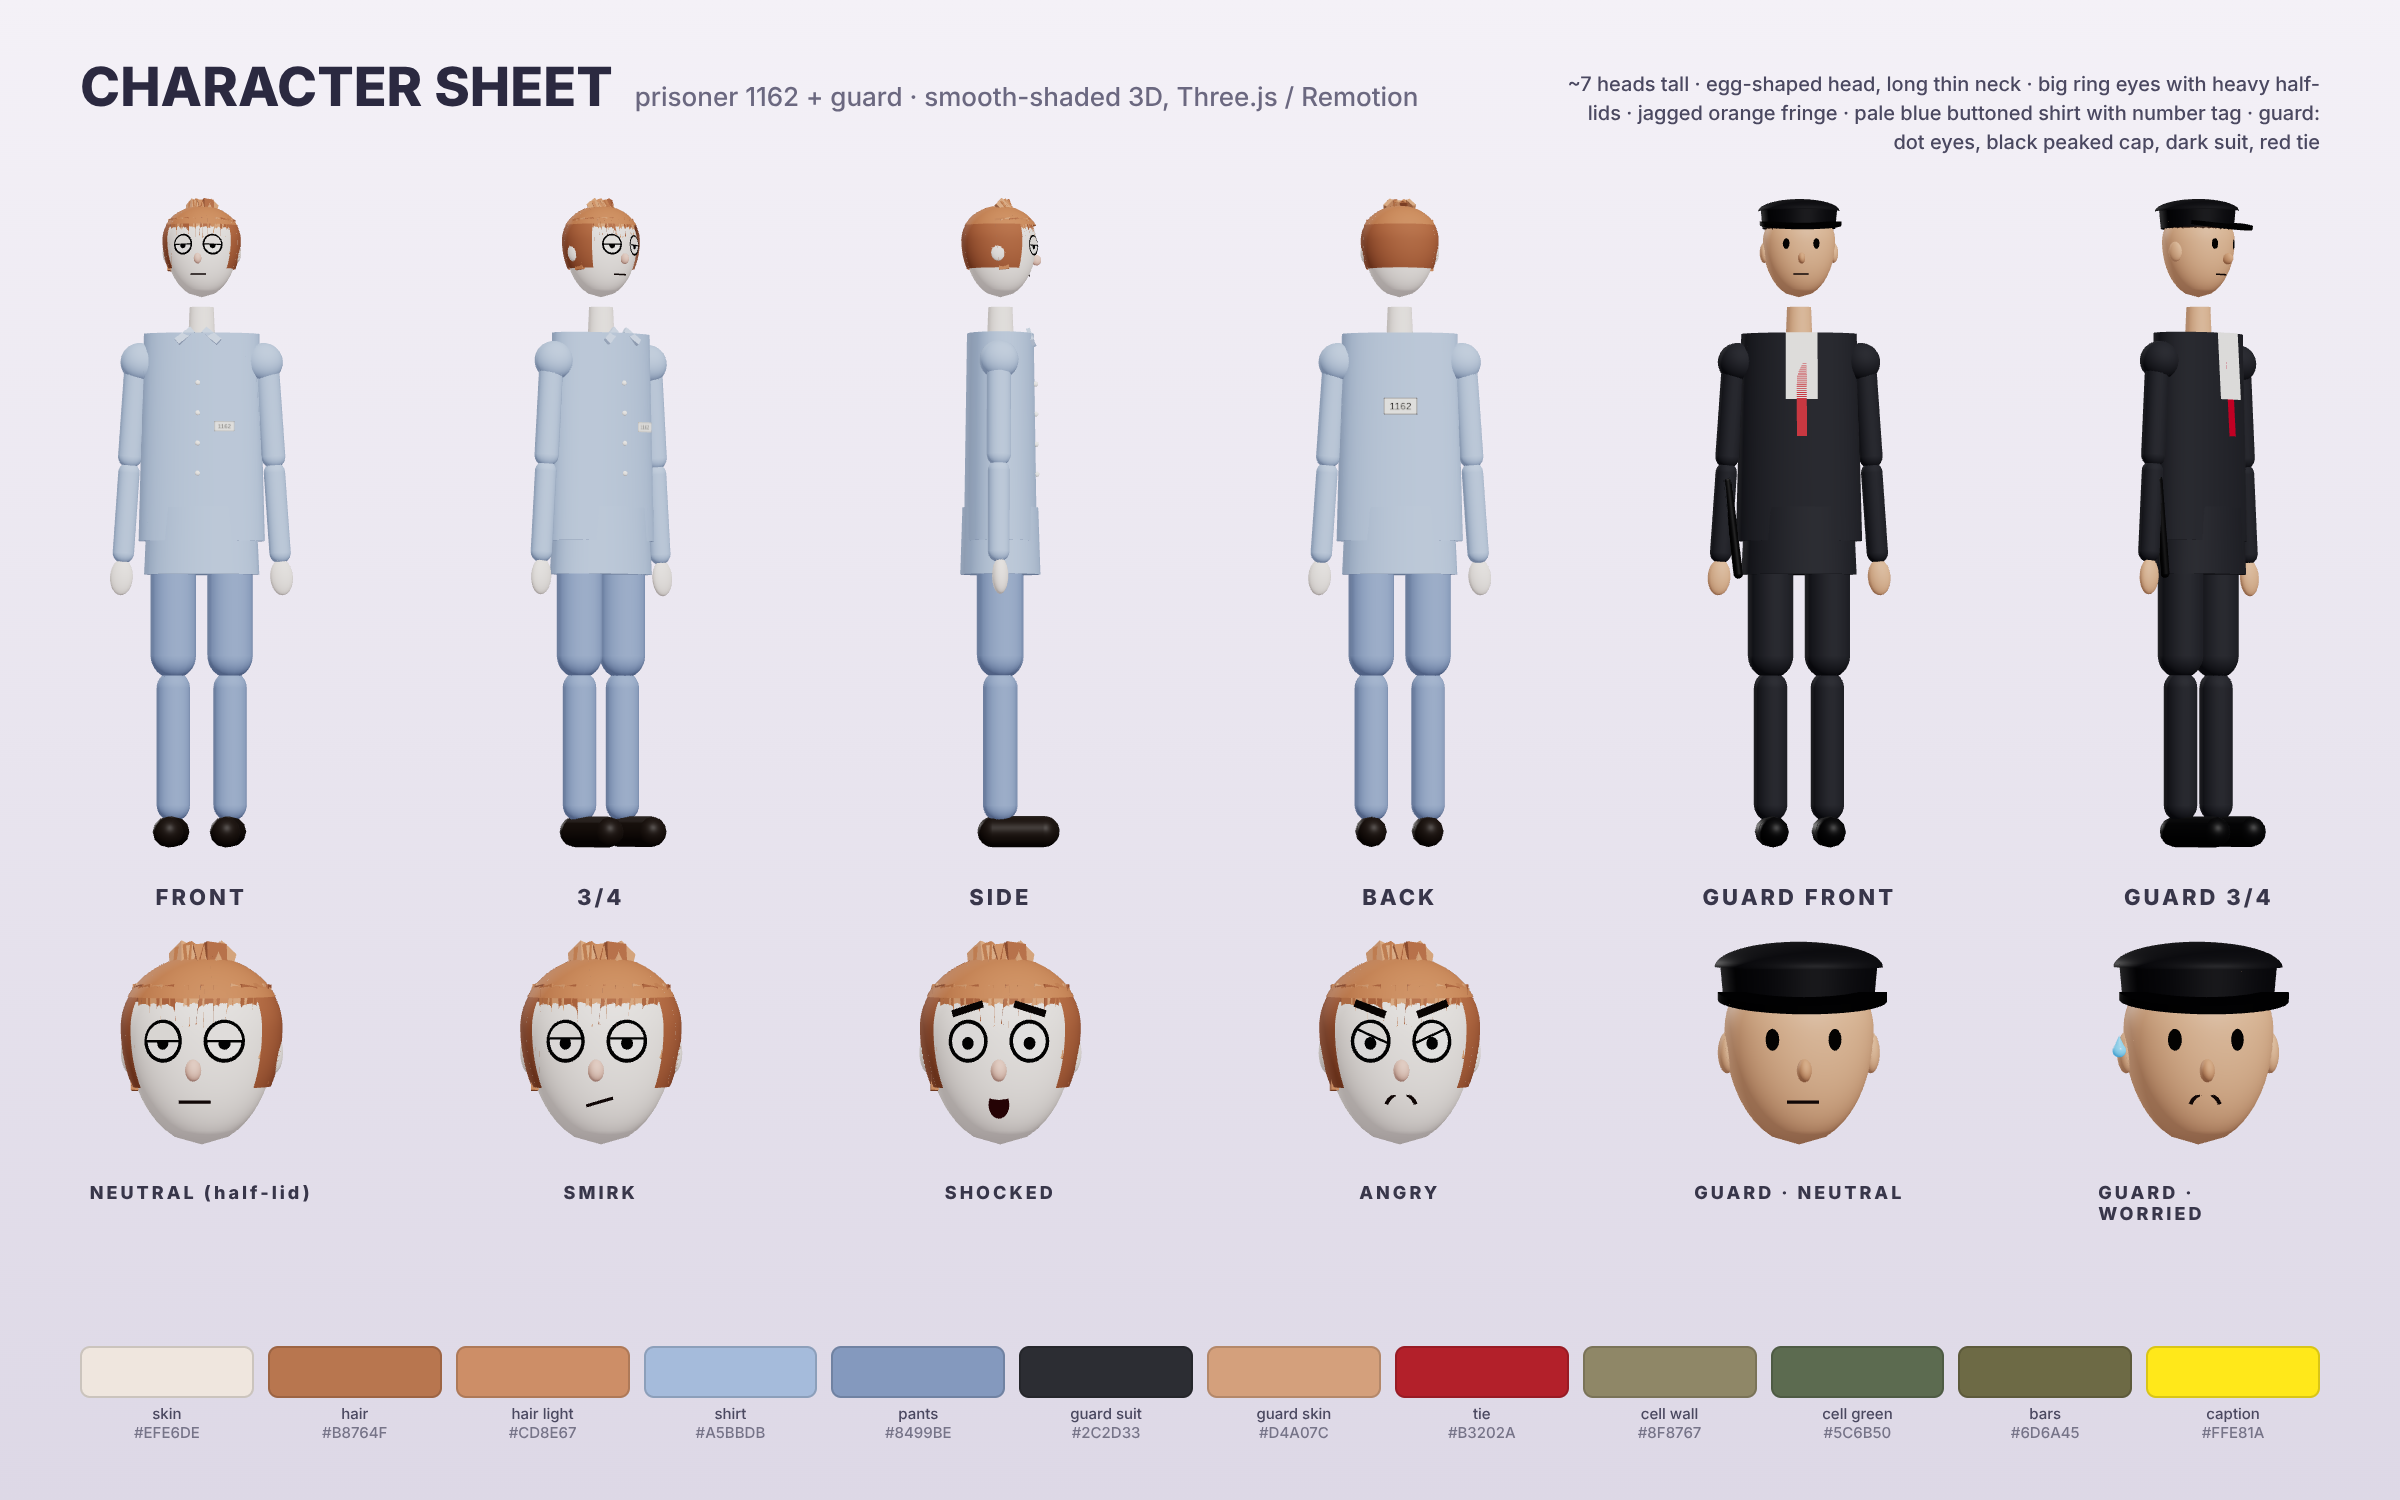 CHARACTER SHEET prisoner 1162 + guard · smooth-shaded 3D, Three.js / Remotion
~7 heads tall · egg-shaped head, long thin neck · big ring eyes with heavy half-
lids · jagged orange fringe · pale blue buttoned shirt with number tag · guard:
dot eyes, black peaked cap, dark suit, red tie
1162
1162
FRONT
3/4
SIDE
BACK
GUARD FRONT
GUARD 3/4
NEUTRAL (half-lid)
SMIRK
SHOCKED
ANGRY
GUARD · NEUTRAL
GUARD ·
WORRIED
skin
#EFE6DE
hair
#B8764F
hair light
#CD8E67
shirt
#A5BBDB
pants
#8499BE
guard suit
#2C2D33
guard skin
#D4A07C
tie
#B3202A
cell wall
#8F8767
cell green
#5C6B50
bars
#6D6A45
caption
#FFE81A